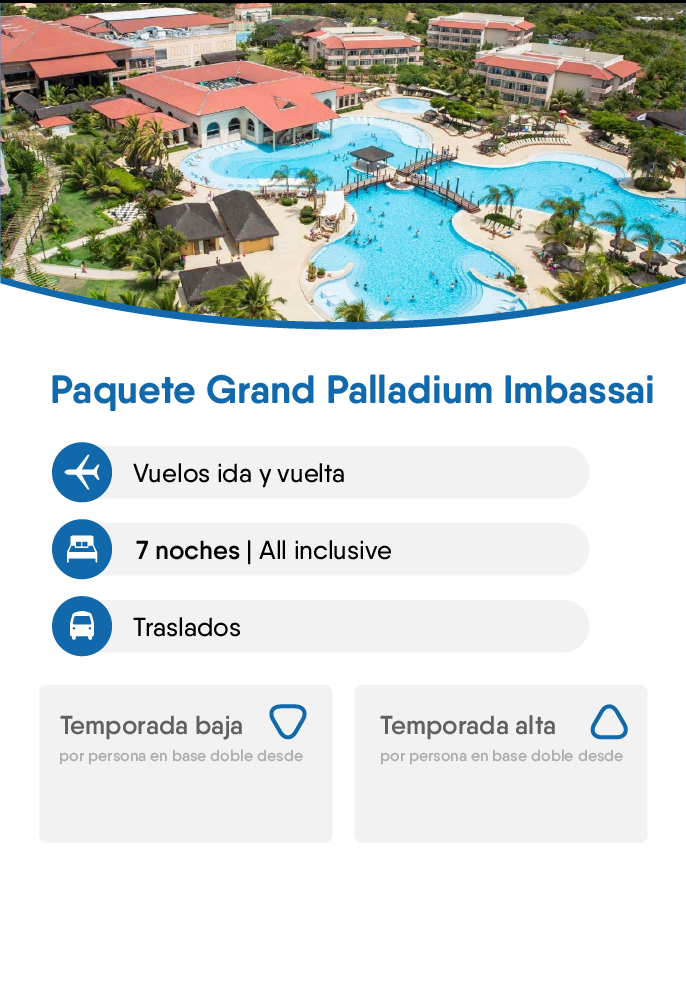 Paquete Grand Palladium Imbassai
Vuelos ida y vuelta
7 noches | All inclusive
Traslados
Temporada baja
por persona en base doble desde
Temporada alta
por persona en base doble desde